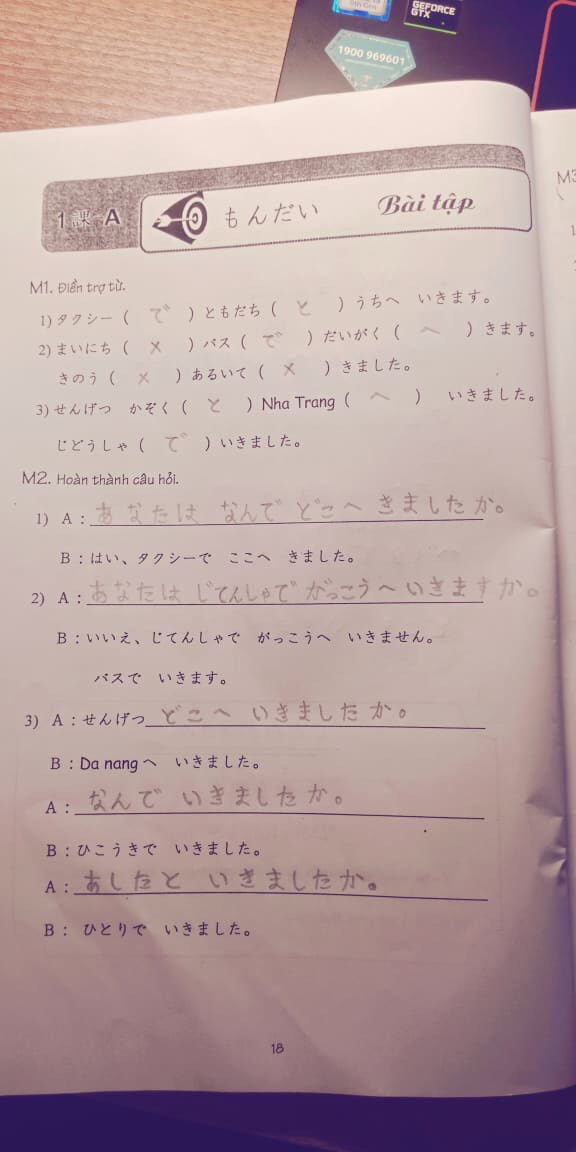 GEFORCE
GTX
1900 969601
1課-A
もんだい
Bài tập
M3
M1. Điền trợ từ.
1) タクシー ( で ) ともだち ( と ) うちへ いきます。
2) まいにち ( × ) バス ( で ) だいがく ( へ ) きます。
きのう ( × ) あるいて ( × ) きました。
3) せんげつ かぞく ( と ) Nha Trang ( へ ) いきました。
じどうしゃ ( で ) いきました。
M2. Hoàn thành câu hỏi.
1) A : あなたは なんで どこへ きましたか。
B : はい、タクシーで ここへ きました。
2) A : あなたは じてんしゃで がっこうへ いきますか。
B : いいえ、じてんしゃで がっこうへ いきません。
バスで いきます。
3) A : せんげつ どこへ いきましたか。
B : Da nang へ いきました。
A : なんで いきましたか。
B : ひこうきで いきました。
A : あしたと いきましたか。
B : ひとりで いきました。
18